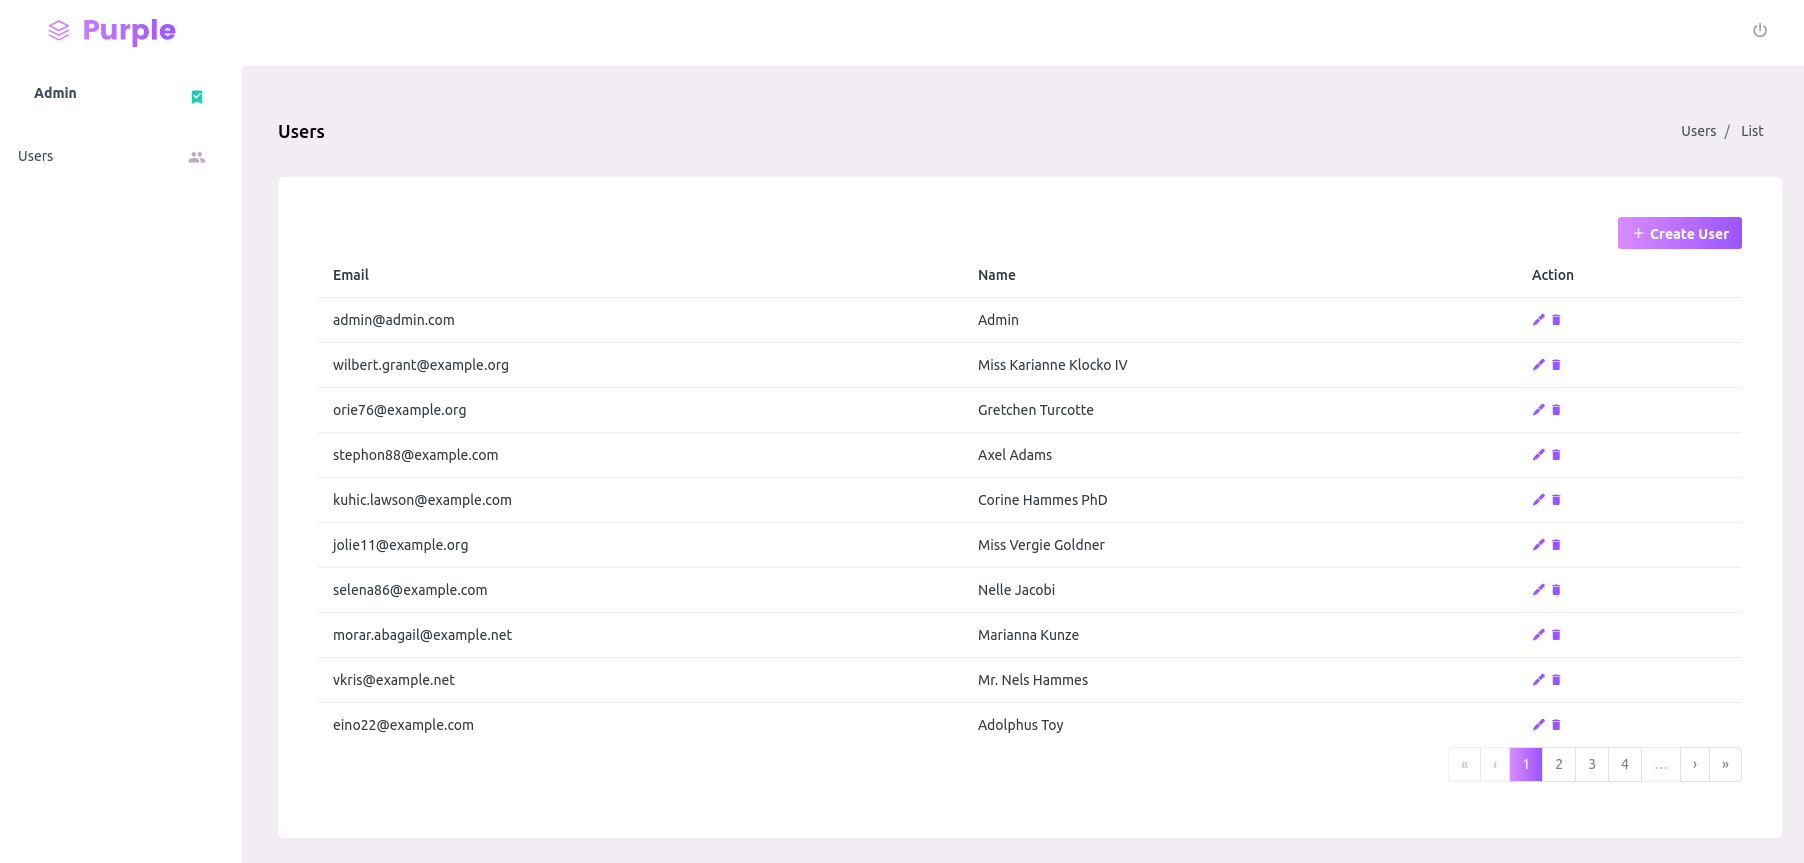 Purple
Admin
Users
Users
Users / List
+ Create User
Email Name Action
admin@admin.com Admin
wilbert.grant@example.org Miss Karianne Klocko IV
orie76@example.org Gretchen Turcotte
stephon88@example.com Axel Adams
kuhic.lawson@example.com Corine Hammes PhD
jolie11@example.org Miss Vergie Goldner
selena86@example.com Nelle Jacobi
morar.abagail@example.net Marianna Kunze
vkris@example.net Mr. Nels Hammes
eino22@example.com Adolphus Toy
« ‹ 1 2 3 4 ... › »